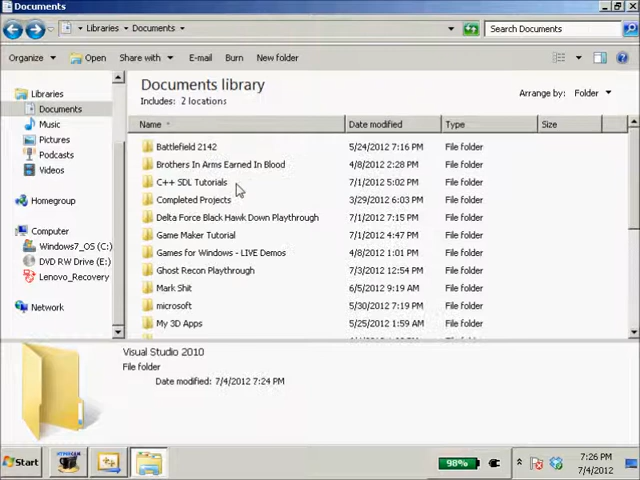 Documents
Libraries Documents
Search Documents
Organize Open Share with E-mail Burn New folder
Documents library
Includes: 2 locations
Arrange by: Folder
Name Date modified Type Size
Libraries
Documents
Music
Pictures
Podcasts
Videos
Homegroup
Computer
Windows7_OS (C:)
DVD RW Drive (E:)
Lenovo_Recovery
Network
Battlefield 2142 5/24/2012 7:16 PM File folder
Brothers In Arms Earned In Blood 4/8/2012 2:28 PM File folder
C++ SDL Tutorials 7/1/2012 5:02 PM File folder
Completed Projects 3/29/2012 6:03 PM File folder
Delta Force Black Hawk Down Playthrough 7/1/2012 7:15 PM File folder
Game Maker Tutorial 7/1/2012 4:47 PM File folder
Games for Windows - LIVE Demos 4/8/2012 1:01 PM File folder
Ghost Recon Playthrough 7/3/2012 12:54 PM File folder
Mark Shit 6/5/2012 9:19 AM File folder
microsoft 5/30/2012 7:19 PM File folder
My 3D Apps 5/25/2012 1:59 AM File folder
Visual Studio 2010
File folder
Date modified: 7/4/2012 7:24 PM
Start
HYPERCAM
98%
7:26 PM
7/4/2012